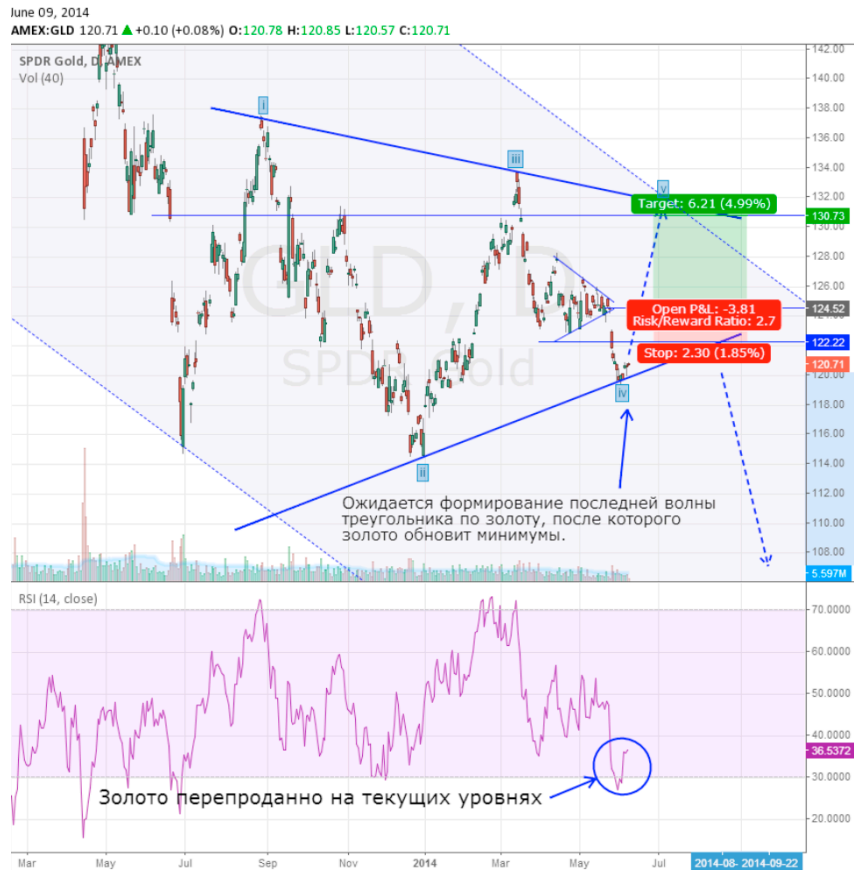 June 09, 2014
AMEX:GLD 120.71 ▲ +0.10 (+0.08%) O:120.78 H:120.85 L:120.57 C:120.71
SPDR Gold, D, AMEX
Vol (40)
GLD, D
SPDR Gold
142.00
140.00
138.00
136.00
134.00
132.00
130.73
130.00
128.00
126.00
124.52
124.00
122.22
120.71
120.00
118.00
116.00
114.00
112.00
110.00
108.00
5.597M
i
iii
v
Target: 6.21 (4.99%)
Open P&L: -3.81
Risk/Reward Ratio: 2.7
Stop: 2.30 (1.85%)
iv
ii
Ожидается формирование последней волны
треугольника по золоту, после которого
золото обновит минимумы.
RSI (14, close)
70.0000
60.0000
50.0000
40.0000
36.5372
30.0000
20.0000
Золото перепроданно на текущих уровнях
Mar May Jul Sep Nov 2014 Mar May Jul 2014-08- 2014-09-22